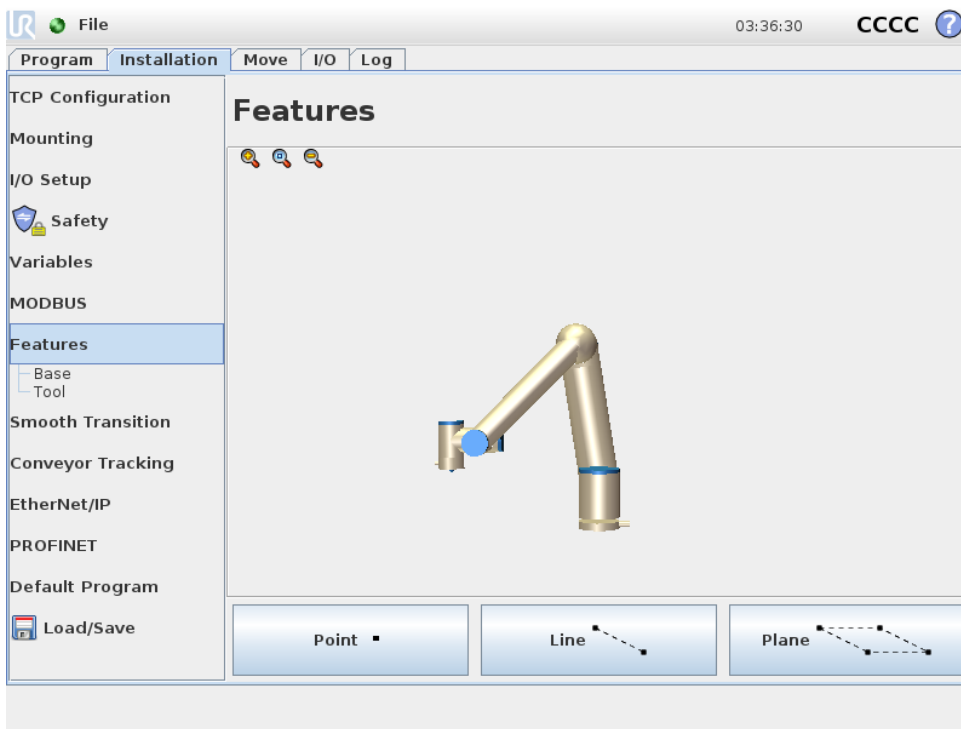 UR File 03:36:30 CCCC ?
Program Installation Move I/O Log
TCP Configuration
Mounting
I/O Setup
Safety
Variables
MODBUS
Features
Base
Tool
Smooth Transition
Conveyor Tracking
EtherNet/IP
PROFINET
Default Program
Load/Save
Features
Point
Line
Plane